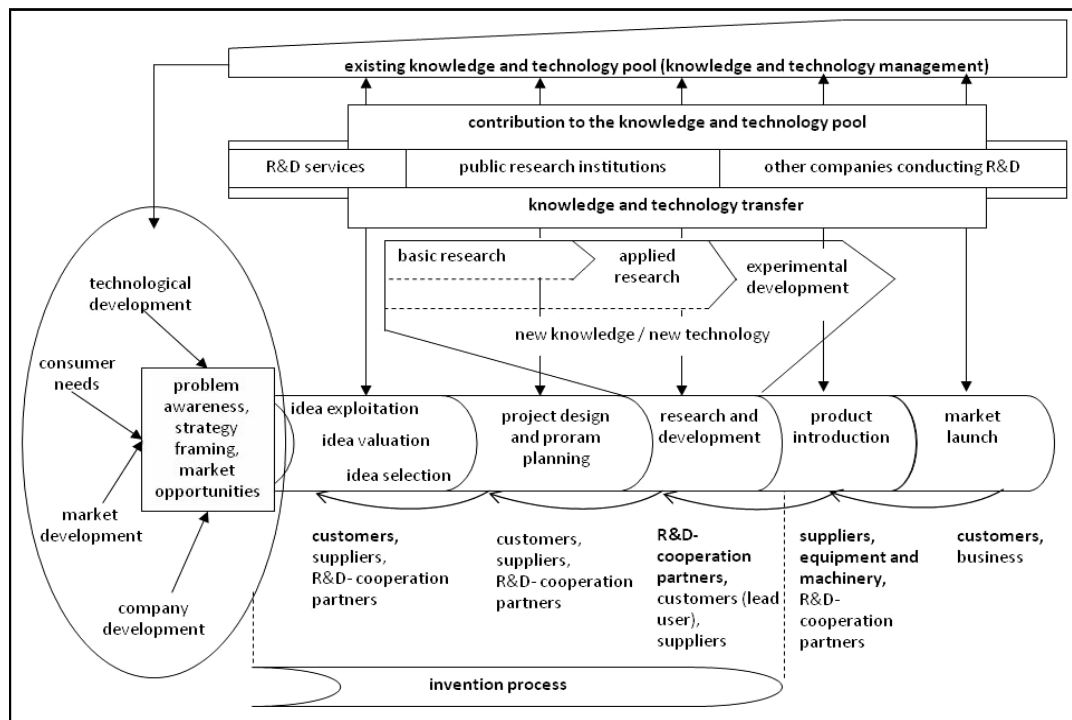 existing knowledge and technology pool (knowledge and technology management)
contribution to the knowledge and technology pool
R&D services
public research institutions
other companies conducting R&D
knowledge and technology transfer
basic research
applied
research
experimental
development
new knowledge / new technology
technological
development
consumer
needs
problem
awareness,
strategy
framing,
market
opportunities
market
development
company
development
idea exploitation
idea valuation
idea selection
project design
and proram
planning
research and
development
product
introduction
market
launch
customers,
suppliers,
R&D- cooperation
partners
customers,
suppliers,
R&D- cooperation
partners
R&D-
cooperation
partners,
customers (lead
user),
suppliers
suppliers,
equipment and
machinery,
R&D-
cooperation
partners
customers,
business
invention process